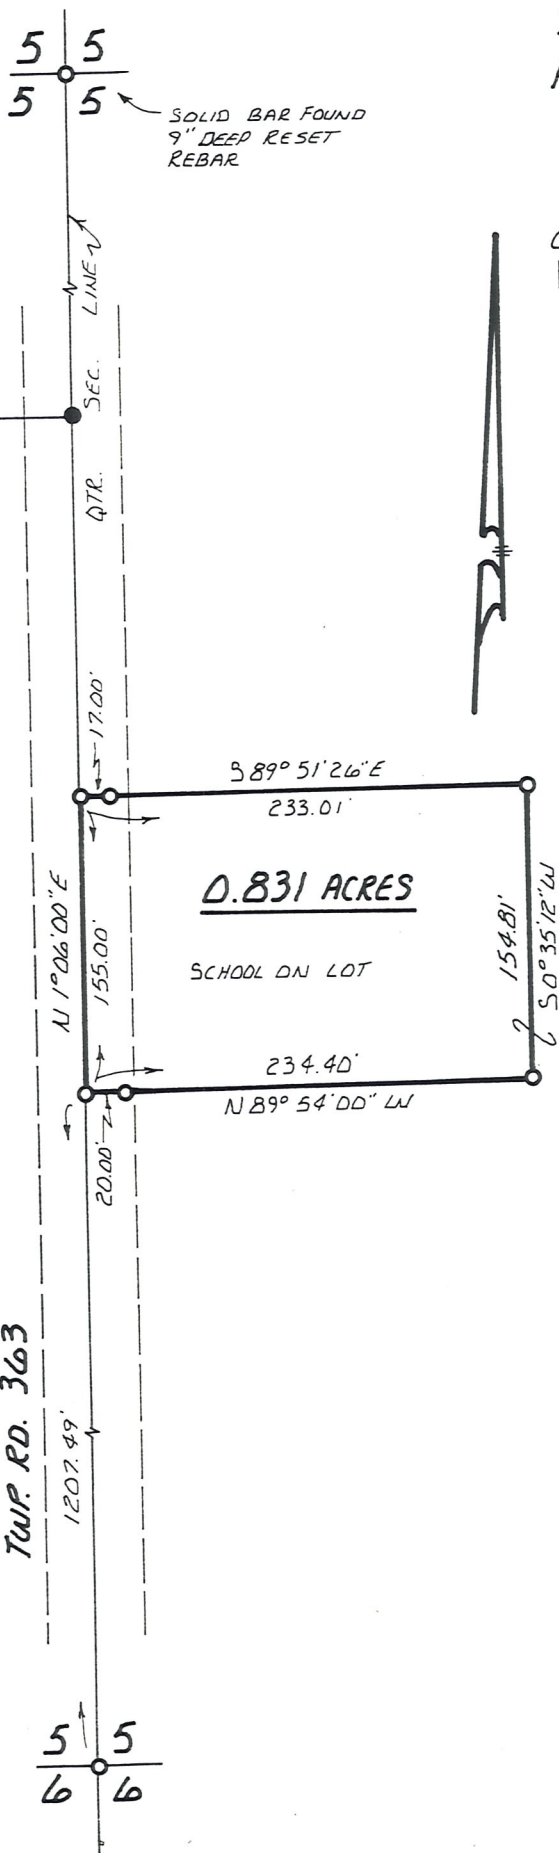 5 5
5 5
SOLID BAR FOUND
9" DEEP RESET
REBAR
QTR. SEC. LINE
17.00'
S 89° 51' 26" E
233.01'
0.831 ACRES
SCHOOL ON LOT
N 1° 06' 00" E
155.00'
154.81'
S 0° 35' 12" W
234.40'
N 89° 54' 00" W
20.00'
TWP. RD. 363
1207.49'
5 5
6 6